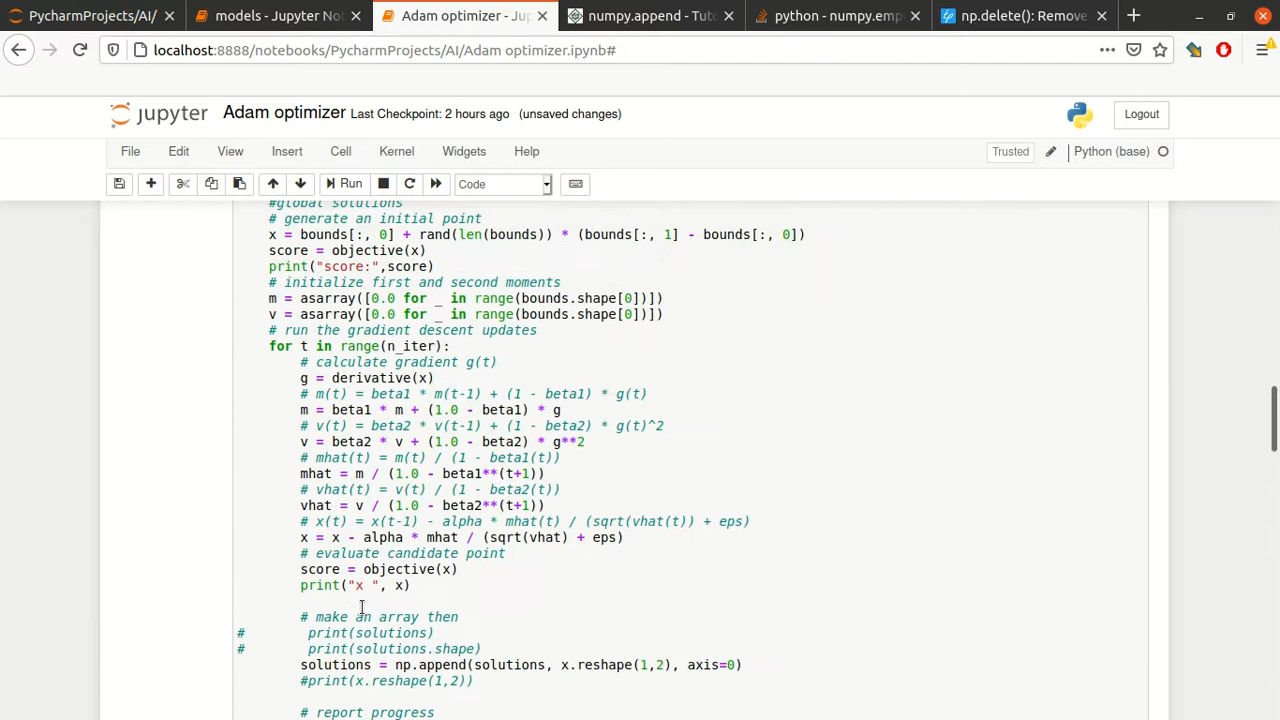 PycharmProjects/AI/
models - Jupyter Not
Adam optimizer - Jup
numpy.append - Tuto
python - numpy.emp
np.delete(): Remove
localhost:8888/notebooks/PycharmProjects/AI/Adam optimizer.ipynb#
jupyter Adam optimizer Last Checkpoint: 2 hours ago (unsaved changes)
Logout
File Edit View Insert Cell Kernel Widgets Help
Trusted
Python (base)
Run
Code
#global solutions
# generate an initial point
x = bounds[:, 0] + rand(len(bounds)) * (bounds[:, 1] - bounds[:, 0])
score = objective(x)
print("score:",score)
# initialize first and second moments
m = asarray([0.0 for _ in range(bounds.shape[0])])
v = asarray([0.0 for _ in range(bounds.shape[0])])
# run the gradient descent updates
for t in range(n_iter):
# calculate gradient g(t)
g = derivative(x)
# m(t) = beta1 * m(t-1) + (1 - beta1) * g(t)
m = beta1 * m + (1.0 - beta1) * g
# v(t) = beta2 * v(t-1) + (1 - beta2) * g(t)^2
v = beta2 * v + (1.0 - beta2) * g**2
# mhat(t) = m(t) / (1 - beta1(t))
mhat = m / (1.0 - beta1**(t+1))
# vhat(t) = v(t) / (1 - beta2(t))
vhat = v / (1.0 - beta2**(t+1))
# x(t) = x(t-1) - alpha * mhat(t) / (sqrt(vhat(t)) + eps)
x = x - alpha * mhat / (sqrt(vhat) + eps)
# evaluate candidate point
score = objective(x)
print("x ", x)
# make an array then
# print(solutions)
# print(solutions.shape)
solutions = np.append(solutions, x.reshape(1,2), axis=0)
#print(x.reshape(1,2))
# report progress